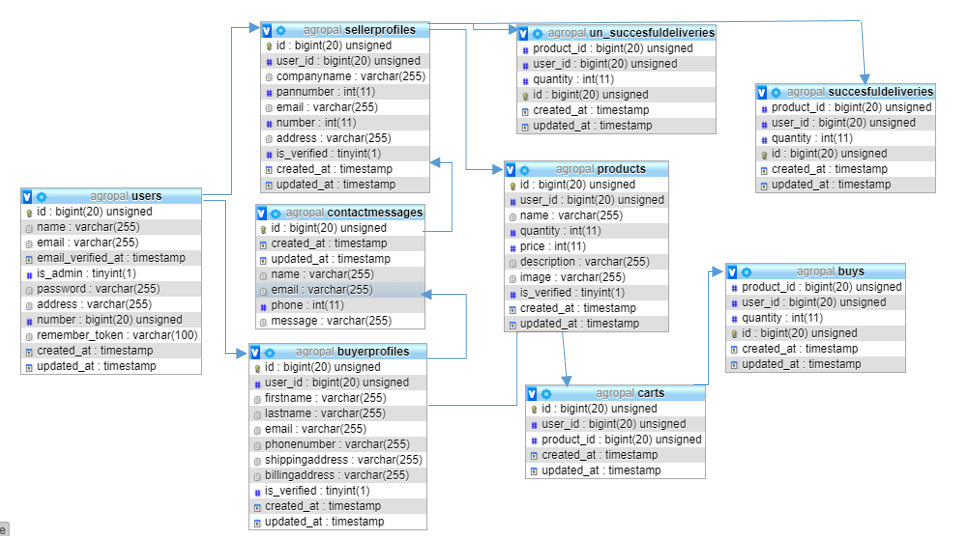 agropal users
id : bigint(20) unsigned
name : varchar(255)
email : varchar(255)
email_verified_at : timestamp
is_admin : tinyint(1)
password : varchar(255)
address : varchar(255)
number : bigint(20) unsigned
remember_token : varchar(100)
created_at : timestamp
updated_at : timestamp
agropal sellerprofiles
id : bigint(20) unsigned
user_id : bigint(20) unsigned
companyname : varchar(255)
pannumber : int(11)
email : varchar(255)
number : int(11)
address : varchar(255)
is_verified : tinyint(1)
created_at : timestamp
updated_at : timestamp
agropal contactmessages
id : bigint(20) unsigned
created_at : timestamp
updated_at : timestamp
name : varchar(255)
email : varchar(255)
phone : int(11)
message : varchar(255)
agropal buyerprofiles
id : bigint(20) unsigned
user_id : bigint(20) unsigned
firstname : varchar(255)
lastname : varchar(255)
email : varchar(255)
phonenumber : varchar(255)
shippingaddress : varchar(255)
billingaddress : varchar(255)
is_verified : tinyint(1)
created_at : timestamp
updated_at : timestamp
agropal un_succesfuldeliveries
product_id : bigint(20) unsigned
user_id : bigint(20) unsigned
quantity : int(11)
id : bigint(20) unsigned
created_at : timestamp
updated_at : timestamp
agropal products
id : bigint(20) unsigned
user_id : bigint(20) unsigned
name : varchar(255)
quantity : int(11)
price : int(11)
description : varchar(255)
image : varchar(255)
is_verified : tinyint(1)
created_at : timestamp
updated_at : timestamp
agropal carts
id : bigint(20) unsigned
user_id : bigint(20) unsigned
product_id : bigint(20) unsigned
created_at : timestamp
updated_at : timestamp
agropal succesfuldeliveries
product_id : bigint(20) unsigned
user_id : bigint(20) unsigned
quantity : int(11)
id : bigint(20) unsigned
created_at : timestamp
updated_at : timestamp
agropal buys
product_id : bigint(20) unsigned
user_id : bigint(20) unsigned
quantity : int(11)
id : bigint(20) unsigned
created_at : timestamp
updated_at : timestamp